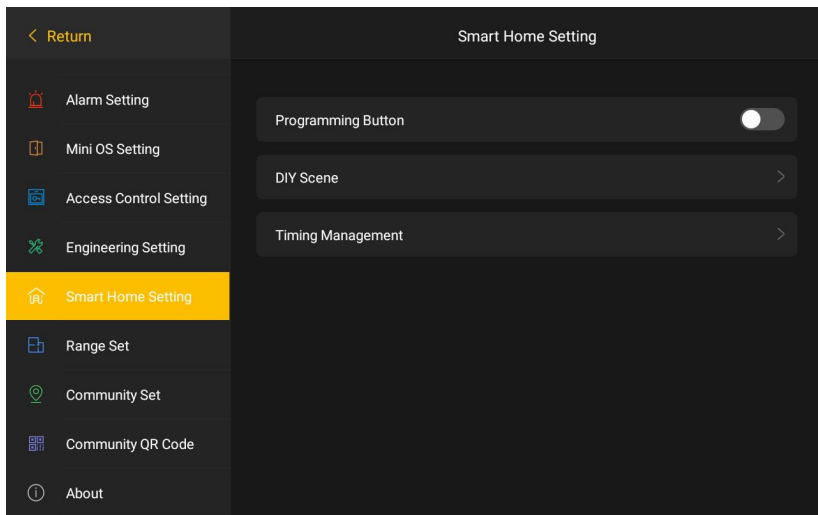 Return
Smart Home Setting
Alarm Setting
Mini OS Setting
Access Control Setting
Engineering Setting
Smart Home Setting
Range Set
Community Set
Community QR Code
About
Programming Button
DIY Scene
Timing Management